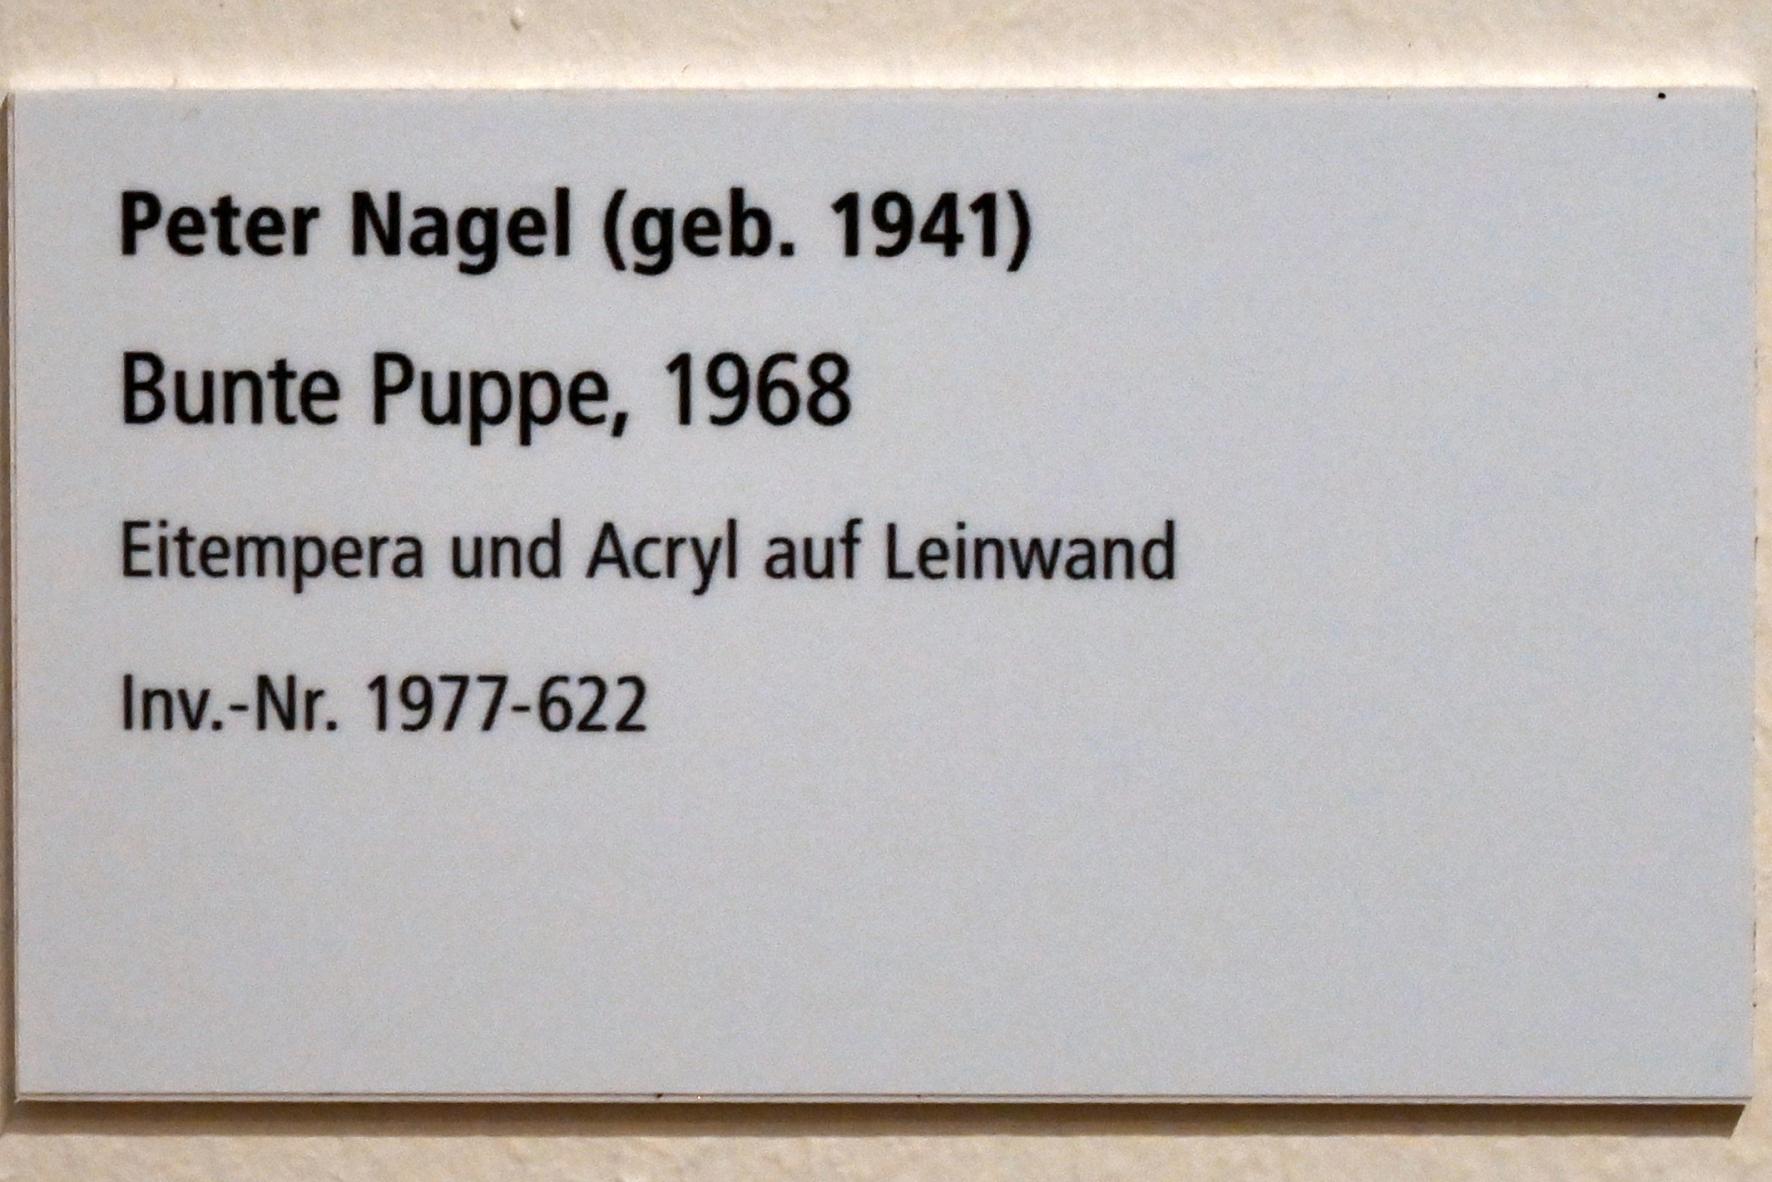 Peter Nagel (geb. 1941)
Bunte Puppe, 1968
Eitempera und Acryl auf Leinwand
Inv.-Nr. 1977-622